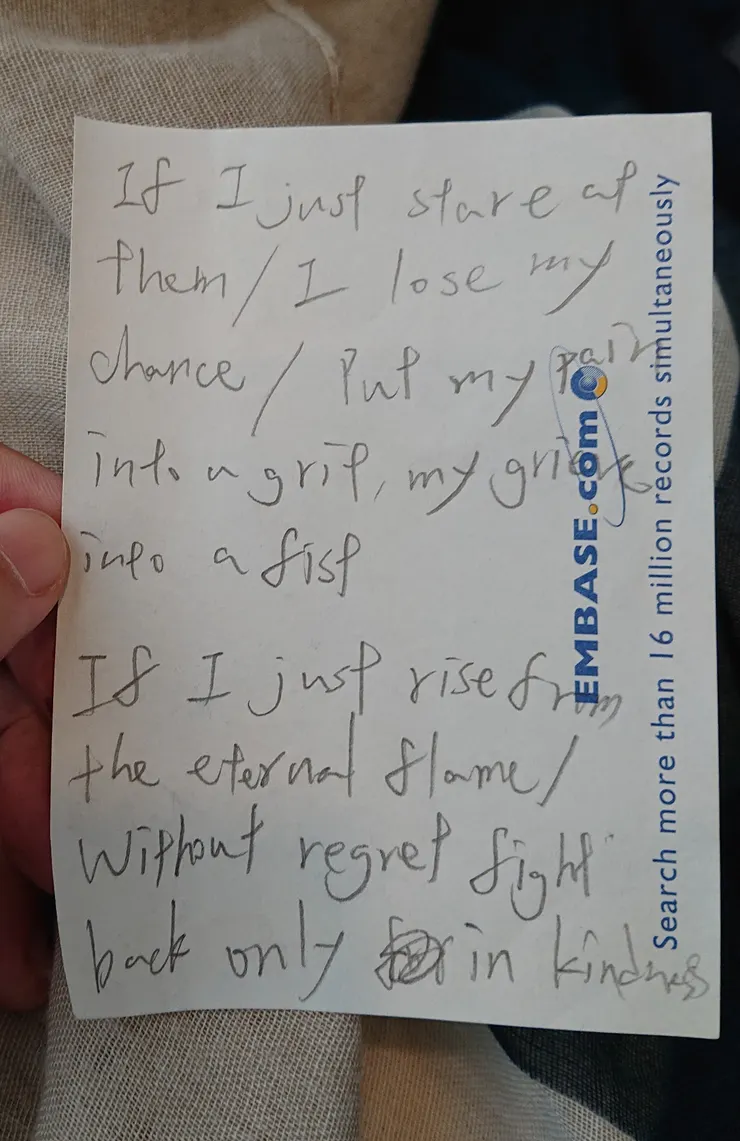 If I just stare at
them / I lose my
chance / Put my pain
into a grip, my grief
into a fist
If I just rise from
the eternal flame /
Without regret fight
back only in kindness
EMBASE.com
Search more than 16 million records simultaneously